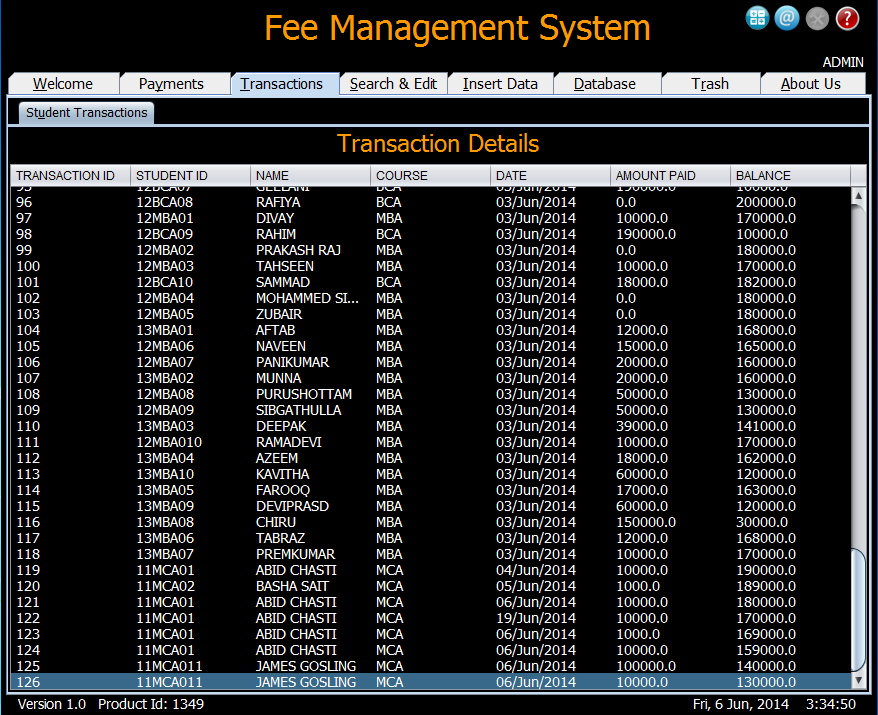 Fee Management System
@ ?
ADMIN
Welcome Payments Transactions Search & Edit Insert Data Database Trash About Us
Student Transactions
Transaction Details
TRANSACTION ID STUDENT ID NAME COURSE DATE AMOUNT PAID BALANCE
95 12BCA07 GEELANI BCA 03/Jun/2014 190000.0 10000.0
96 12BCA08 RAFIYA BCA 03/Jun/2014 0.0 200000.0
97 12MBA01 DIVAY MBA 03/Jun/2014 10000.0 170000.0
98 12BCA09 RAHIM BCA 03/Jun/2014 190000.0 10000.0
99 12MBA02 PRAKASH RAJ MBA 03/Jun/2014 0.0 180000.0
100 12MBA03 TAHSEEN MBA 03/Jun/2014 10000.0 170000.0
101 12BCA10 SAMMAD BCA 03/Jun/2014 18000.0 182000.0
102 12MBA04 MOHAMMED SI... MBA 03/Jun/2014 0.0 180000.0
103 12MBA05 ZUBAIR MBA 03/Jun/2014 0.0 180000.0
104 13MBA01 AFTAB MBA 03/Jun/2014 12000.0 168000.0
105 12MBA06 NAVEEN MBA 03/Jun/2014 15000.0 165000.0
106 12MBA07 PANIKUMAR MBA 03/Jun/2014 20000.0 160000.0
107 13MBA02 MUNNA MBA 03/Jun/2014 20000.0 160000.0
108 12MBA08 PURUSHOTTAM MBA 03/Jun/2014 50000.0 130000.0
109 12MBA09 SIBGATHULLA MBA 03/Jun/2014 50000.0 130000.0
110 13MBA03 DEEPAK MBA 03/Jun/2014 39000.0 141000.0
111 12MBA010 RAMADEVI MBA 03/Jun/2014 10000.0 170000.0
112 13MBA04 AZEEM MBA 03/Jun/2014 18000.0 162000.0
113 13MBA10 KAVITHA MBA 03/Jun/2014 60000.0 120000.0
114 13MBA05 FAROOQ MBA 03/Jun/2014 17000.0 163000.0
115 13MBA09 DEVIPRASD MBA 03/Jun/2014 60000.0 120000.0
116 13MBA08 CHIRU MBA 03/Jun/2014 150000.0 30000.0
117 13MBA06 TABRAZ MBA 03/Jun/2014 12000.0 168000.0
118 13MBA07 PREMKUMAR MBA 03/Jun/2014 10000.0 170000.0
119 11MCA01 ABID CHASTI MCA 04/Jun/2014 10000.0 190000.0
120 11MCA02 BASHA SAIT MCA 05/Jun/2014 1000.0 189000.0
121 11MCA01 ABID CHASTI MCA 06/Jun/2014 10000.0 180000.0
122 11MCA01 ABID CHASTI MCA 19/Jun/2014 10000.0 170000.0
123 11MCA01 ABID CHASTI MCA 06/Jun/2014 1000.0 169000.0
124 11MCA01 ABID CHASTI MCA 06/Jun/2014 10000.0 159000.0
125 11MCA011 JAMES GOSLING MCA 06/Jun/2014 100000.0 140000.0
126 11MCA011 JAMES GOSLING MCA 06/Jun/2014 10000.0 130000.0
Version 1.0 Product Id: 1349 Fri, 6 Jun, 2014 3:34:50